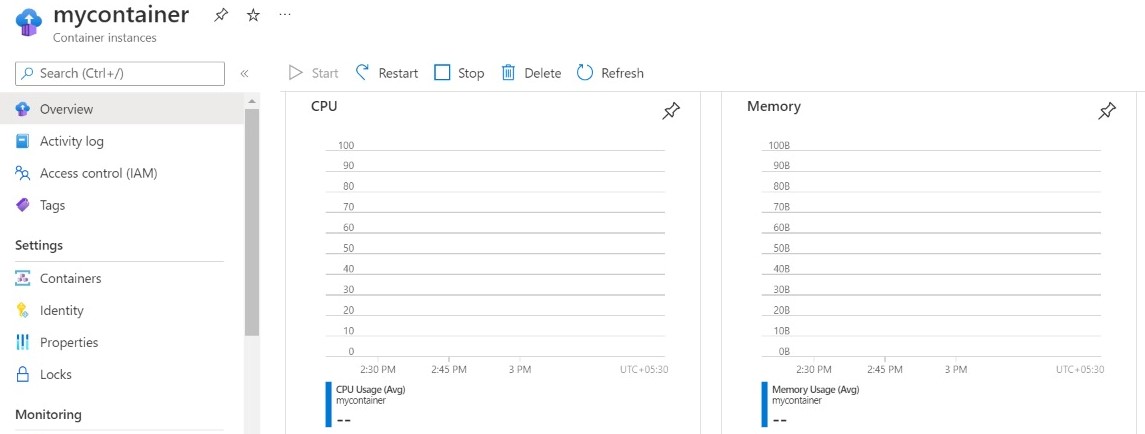 mycontainer
Container instances
Search (Ctrl+/)
Overview
Activity log
Access control (IAM)
Tags
Settings
Containers
Identity
Properties
Locks
Monitoring
Start Restart Stop Delete Refresh
CPU
100
90
80
70
60
50
40
30
20
10
0
2:30 PM 2:45 PM 3 PM UTC+05:30
CPU Usage (Avg)
mycontainer
--
Memory
100B
90B
80B
70B
60B
50B
40B
30B
20B
10B
0B
2:30 PM 2:45 PM 3 PM UTC+05:30
Memory Usage (Avg)
mycontainer
--